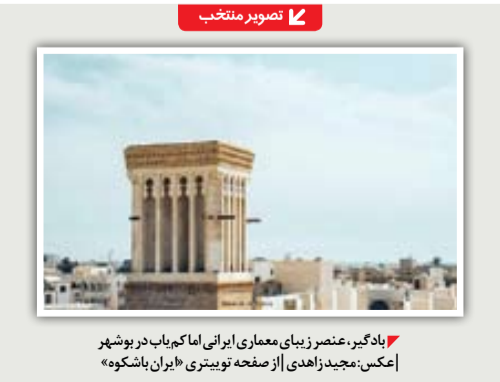 تصویر منتخب
بادگیر، عنصر زیبای معماری ایرانی اما کم‌یاب در بوشهر
|عکس: مجید زاهدی |از صفحه توییتری «ایران باشکوه»